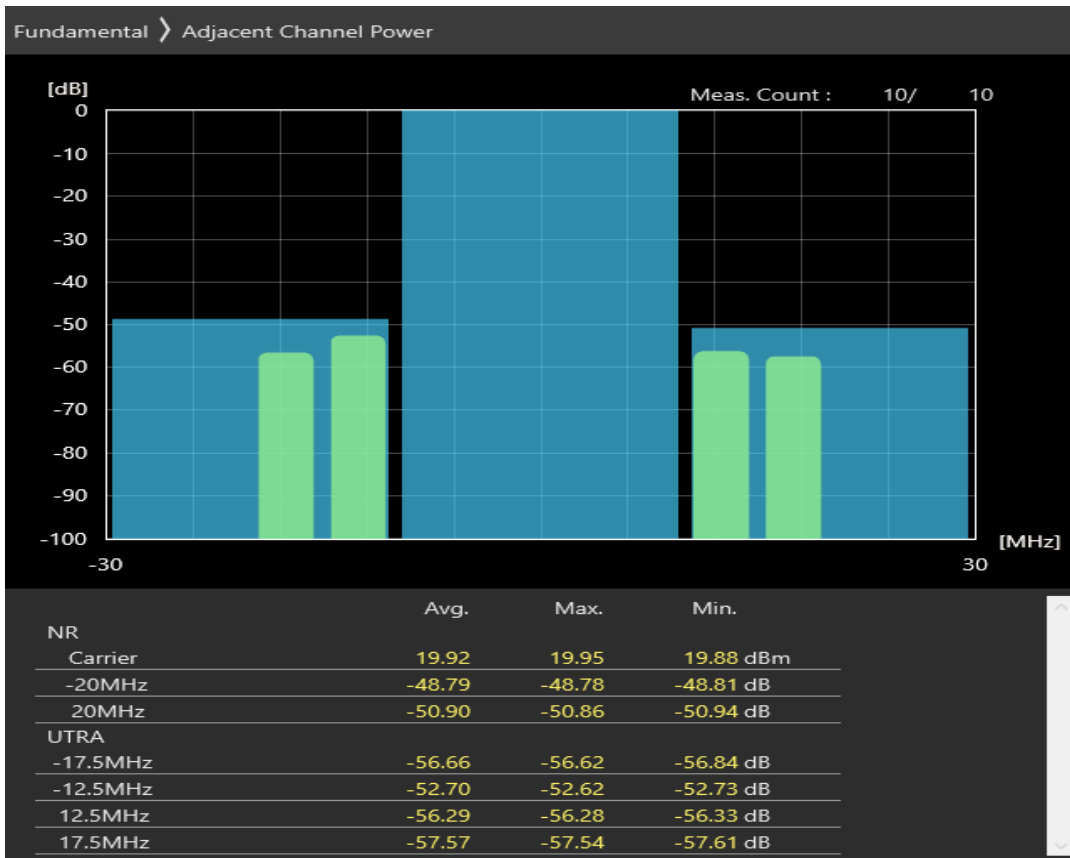 Fundamental 〉 Adjacent Channel Power
[dB]
Meas. Count : 10/ 10
0
-10
-20
-30
-40
-50
-60
-70
-80
-90
-100
[MHz]
-30 30
Avg. Max. Min.
NR
Carrier 19.92 19.95 19.88 dBm
-20MHz -48.79 -48.78 -48.81 dB
20MHz -50.90 -50.86 -50.94 dB
UTRA
-17.5MHz -56.66 -56.62 -56.84 dB
-12.5MHz -52.70 -52.62 -52.73 dB
12.5MHz -56.29 -56.28 -56.33 dB
17.5MHz -57.57 -57.54 -57.61 dB